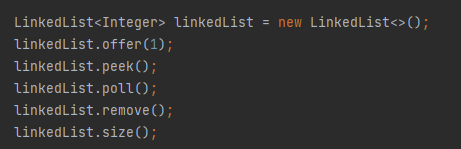 LinkedList<Integer> linkedList = new LinkedList<>();
linkedList.offer(1);
linkedList.peek();
linkedList.poll();
linkedList.remove();
linkedList.size();